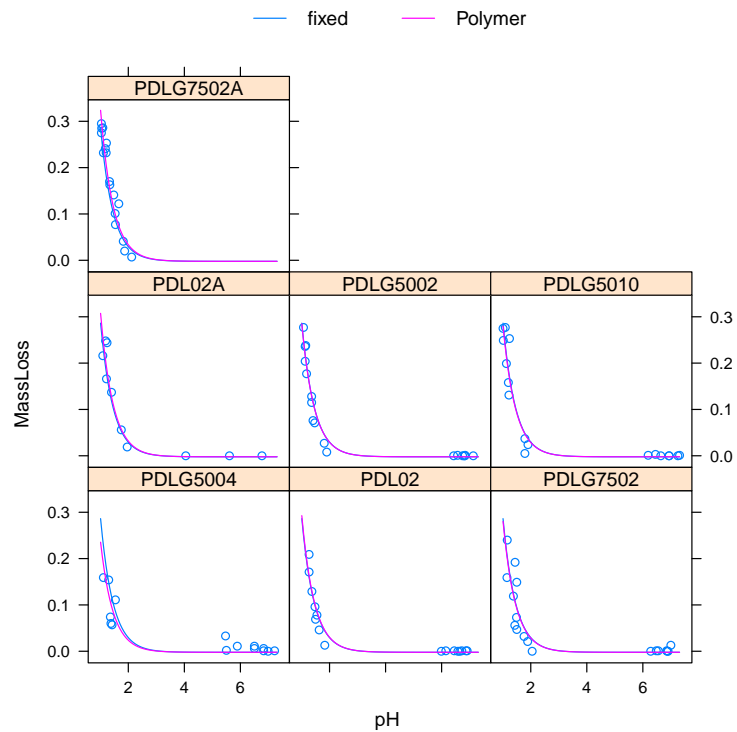 fixed Polymer
PDLG7502A
0.3
0.2
0.1
0.0
PDL02A PDLG5002 PDLG5010
0.3
0.2
0.1
0.0
MassLoss
PDLG5004 PDL02 PDLG7502
0.3
0.2
0.1
0.0
2 4 6 2 4 6
pH